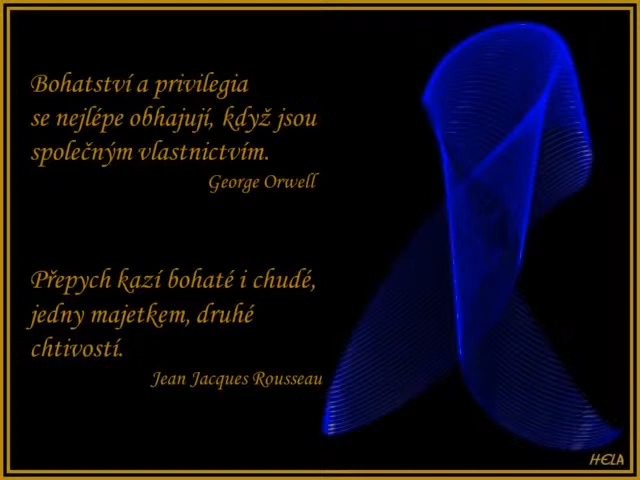 Bohatství a privilegia
se nejlépe obhajují, když jsou
společným vlastnictvím.
George Orwell
Přepych kazí bohaté i chudé,
jedny majetkem, druhé
chtivostí.
Jean Jacques Rousseau
HELA